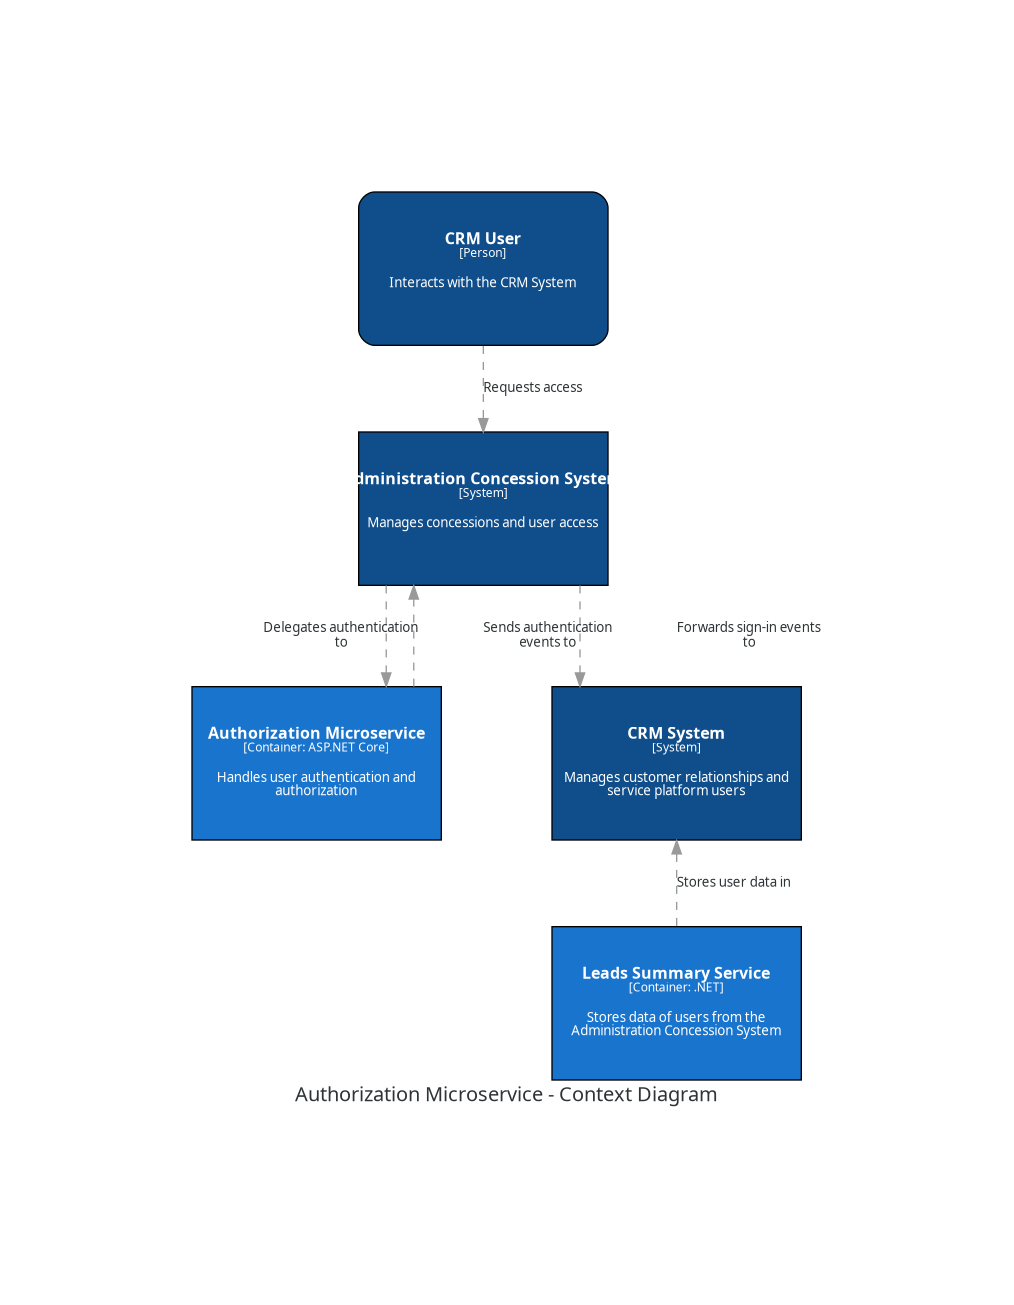 CRM User
[Person]
Interacts with the CRM System
Requests access
dministration Concession System
[System]
Manages concessions and user access
Delegates authentication
to
Sends authentication
events to
Forwards sign-in events
to
Authorization Microservice
[Container: ASP.NET Core]
Handles user authentication and
authorization
CRM System
[System]
Manages customer relationships and
service platform users
Stores user data in
Leads Summary Service
[Container: .NET]
Stores data of users from the
Administration Concession System
Authorization Microservice - Context Diagram